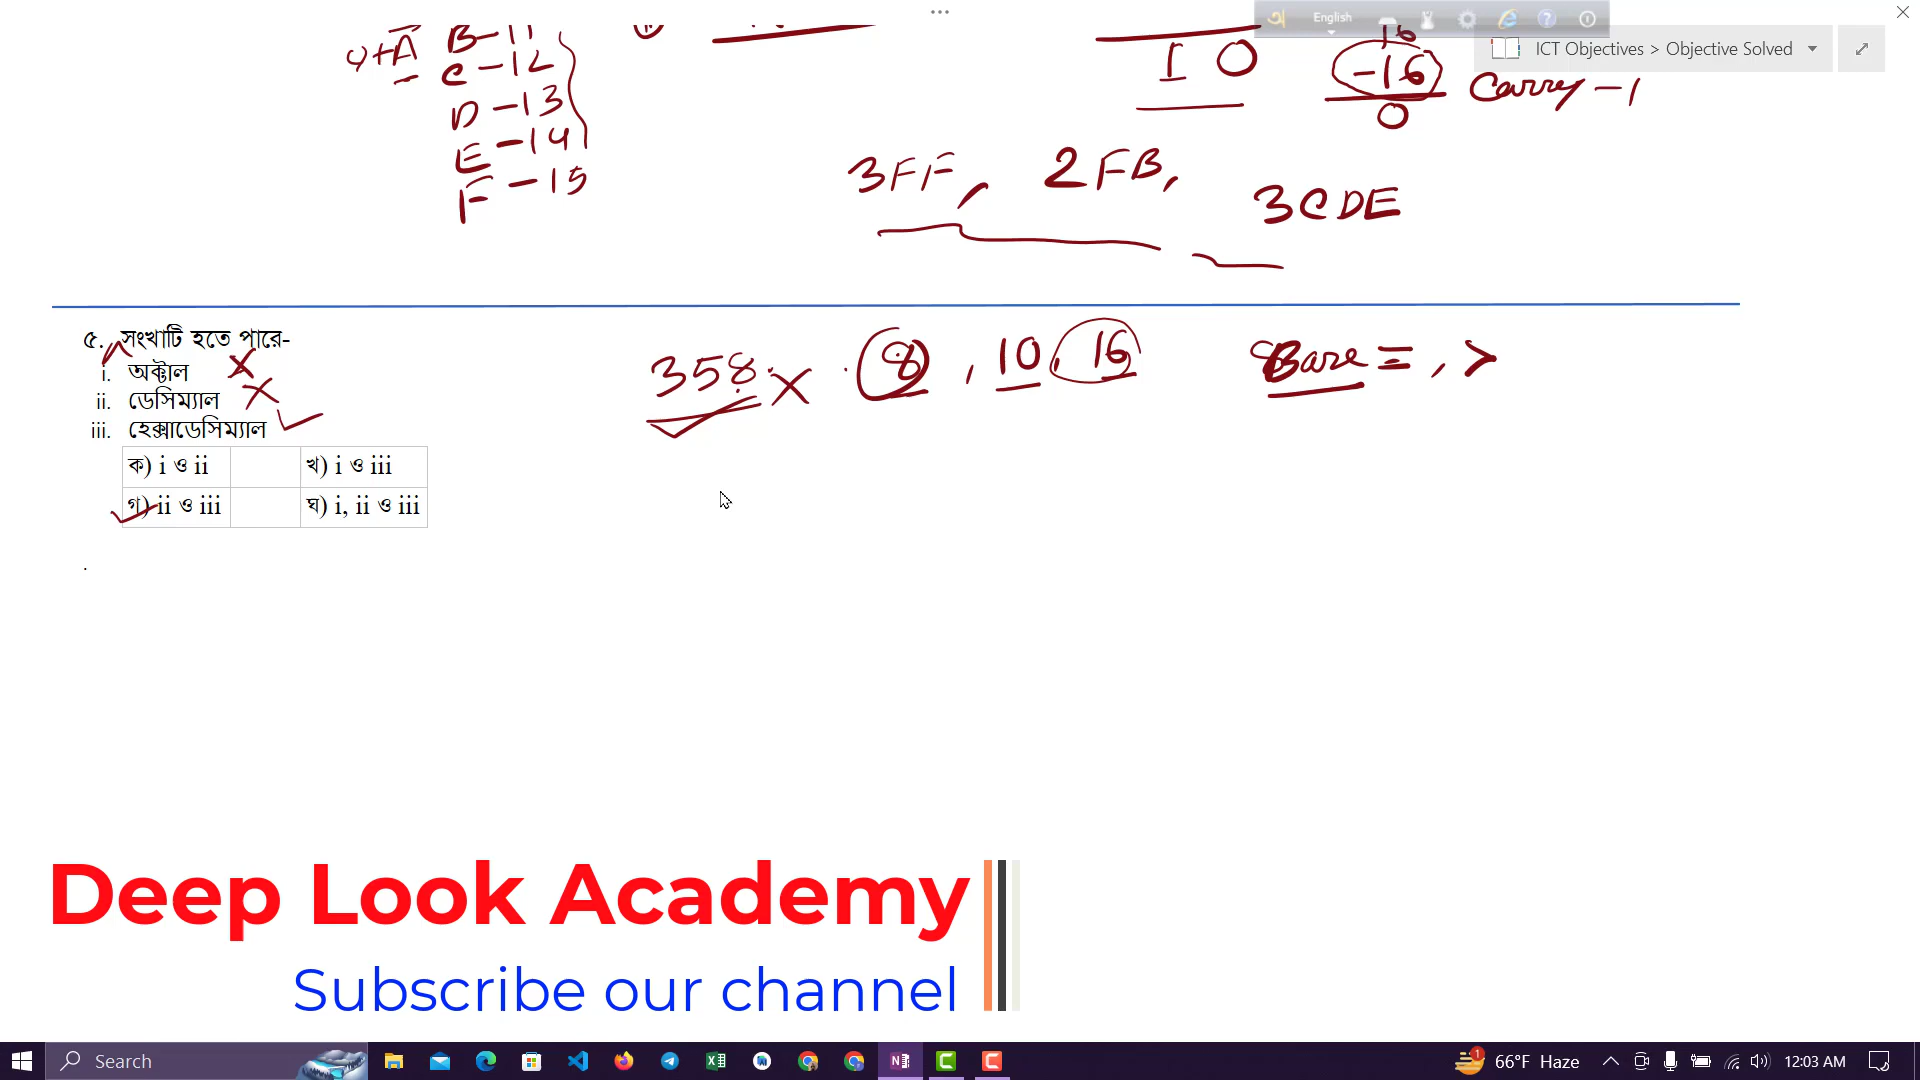 English
ICT Objectives > Objective Solved
B-11
9+A C-12
D-13
E-14
F-15
1 0
16
-16 Carry-1
0
3FF, 2FB, 3CDE
৫. সংখাটি হতে পারে-
i. অক্টাল
ii. ডেসিম্যাল
iii. হেক্সাডেসিম্যাল
358 8, 10, 16 Base =, >
ক) i ও ii খ) i ও iii
গ) ii ও iii ঘ) i, ii ও iii
.
Deep Look Academy
Subscribe our channel
Search 1 66°F Haze 12:03 AM